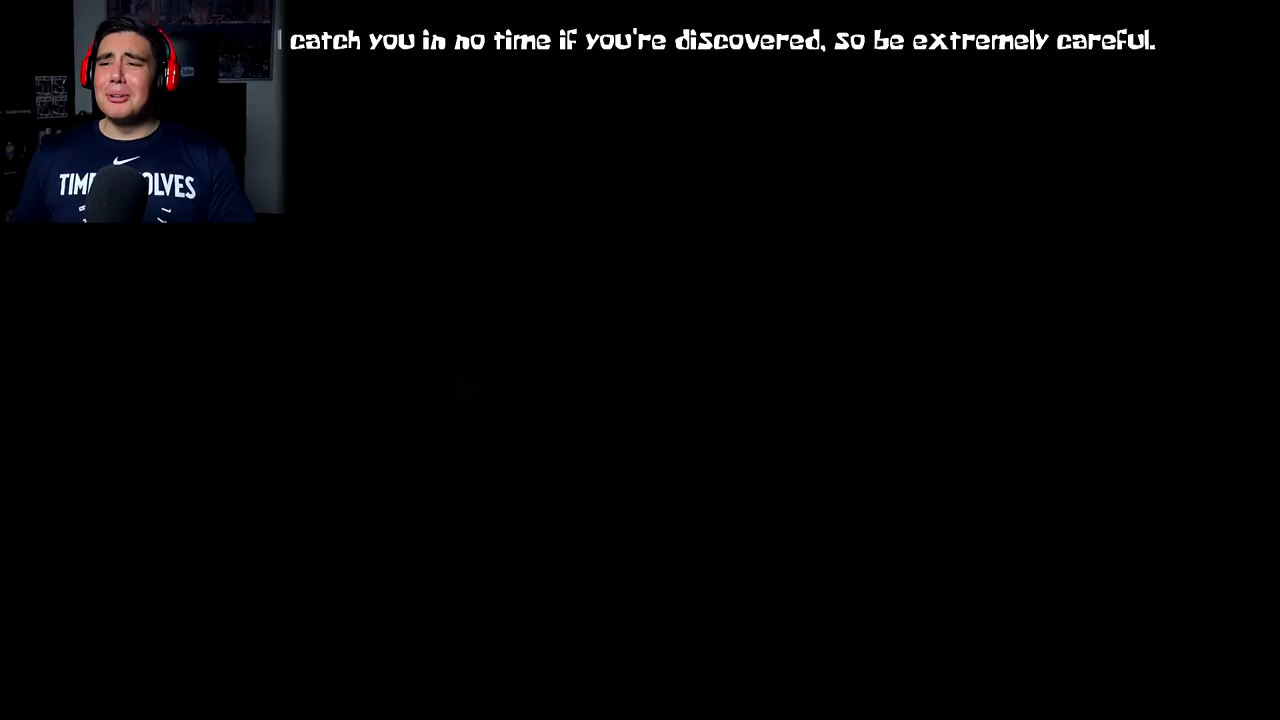 catch you in no time if you're discovered, so be extremely careful.